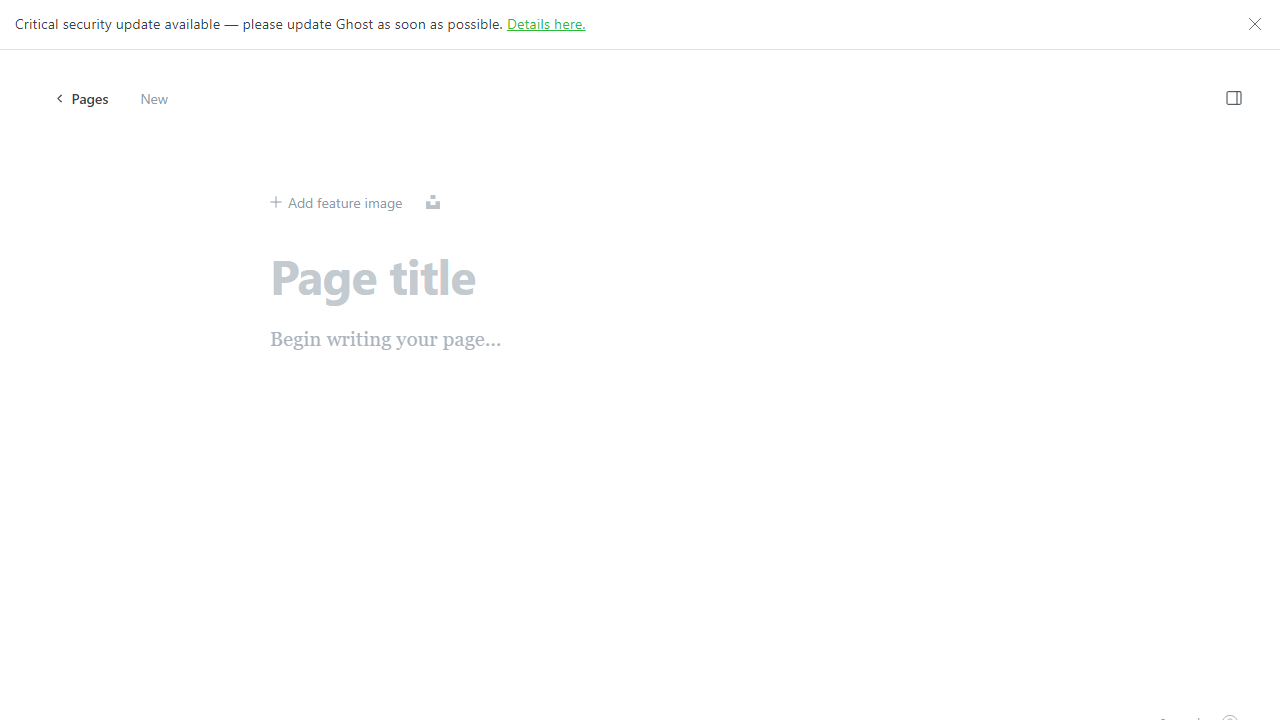 Critical security update available — please update Ghost as soon as possible. Details here.
Pages
New
Add feature image
Page title
Begin writing your page...